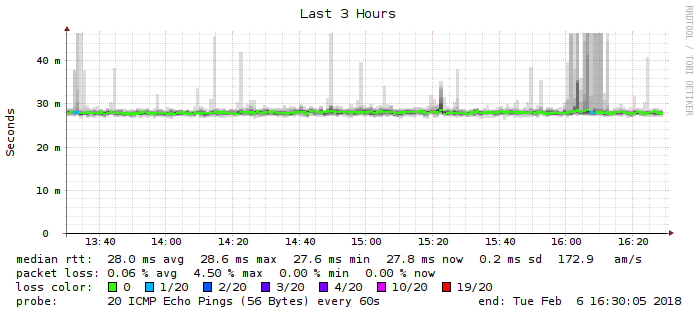 Last 3 Hours
RRDTOOL / TOBI OETIKER
Seconds
40 m
30 m
20 m
10 m
0
13:40 14:00 14:20 14:40 15:00 15:20 15:40 16:00 16:20
median rtt: 28.0 ms avg 28.6 ms max 27.6 ms min 27.8 ms now 0.2 ms sd 172.9 am/s
packet loss: 0.06 % avg 4.50 % max 0.00 % min 0.00 % now
loss color: 0 1/20 2/20 3/20 4/20 10/20 19/20
probe: 20 ICMP Echo Pings (56 Bytes) every 60s end: Tue Feb 6 16:30:05 2018